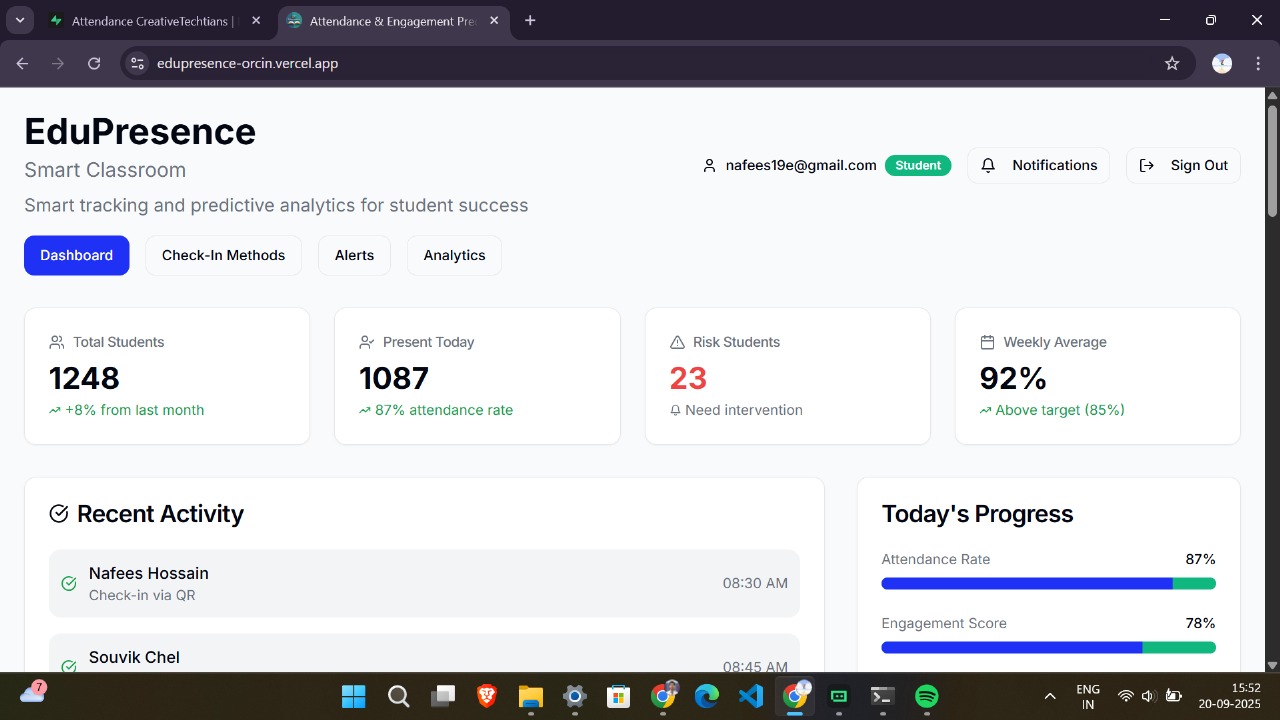 Attendance CreativeTechtians |
Attendance & Engagement Pre
edupresence-orcin.vercel.app
EduPresence
Smart Classroom
Smart tracking and predictive analytics for student success
nafees19e@gmail.com Student Notifications Sign Out
Dashboard Check-In Methods Alerts Analytics
Total Students
1248
+8% from last month
Present Today
1087
87% attendance rate
Risk Students
23
Need intervention
Weekly Average
92%
Above target (85%)
Recent Activity
Nafees Hossain
Check-in via QR
08:30 AM
Souvik Chel
08:45 AM
Today's Progress
Attendance Rate 87%
Engagement Score 78%
7
ENG
IN
15:52
20-09-2025